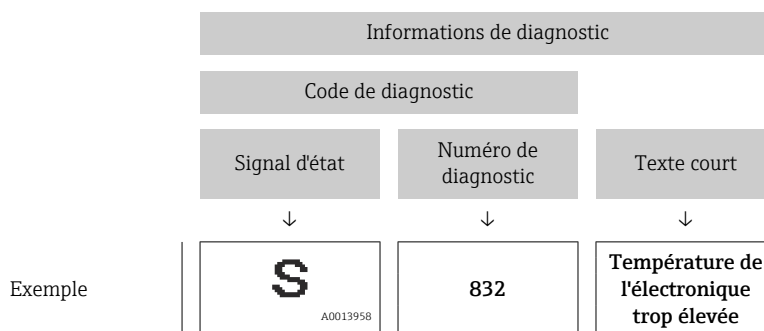 Informations de diagnostic
Code de diagnostic
Signal d'état
Numéro de
diagnostic
Texte court
↓ ↓ ↓
Exemple
S
A0013958
832
Température de
l'électronique
trop élevée